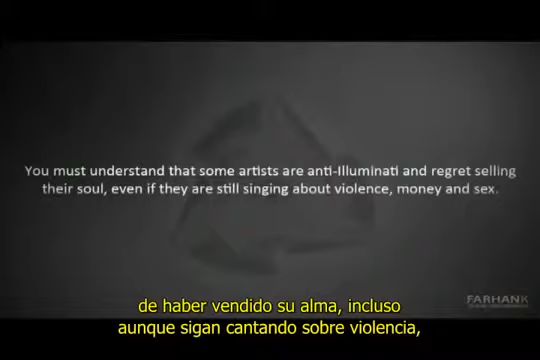 You must understand that some artists are anti-Illuminati and regret selling
their soul, even if they are still singing about violence, money and sex.
FARHANK
de haber vendido su alma, incluso
aunque sigan cantando sobre violencia,